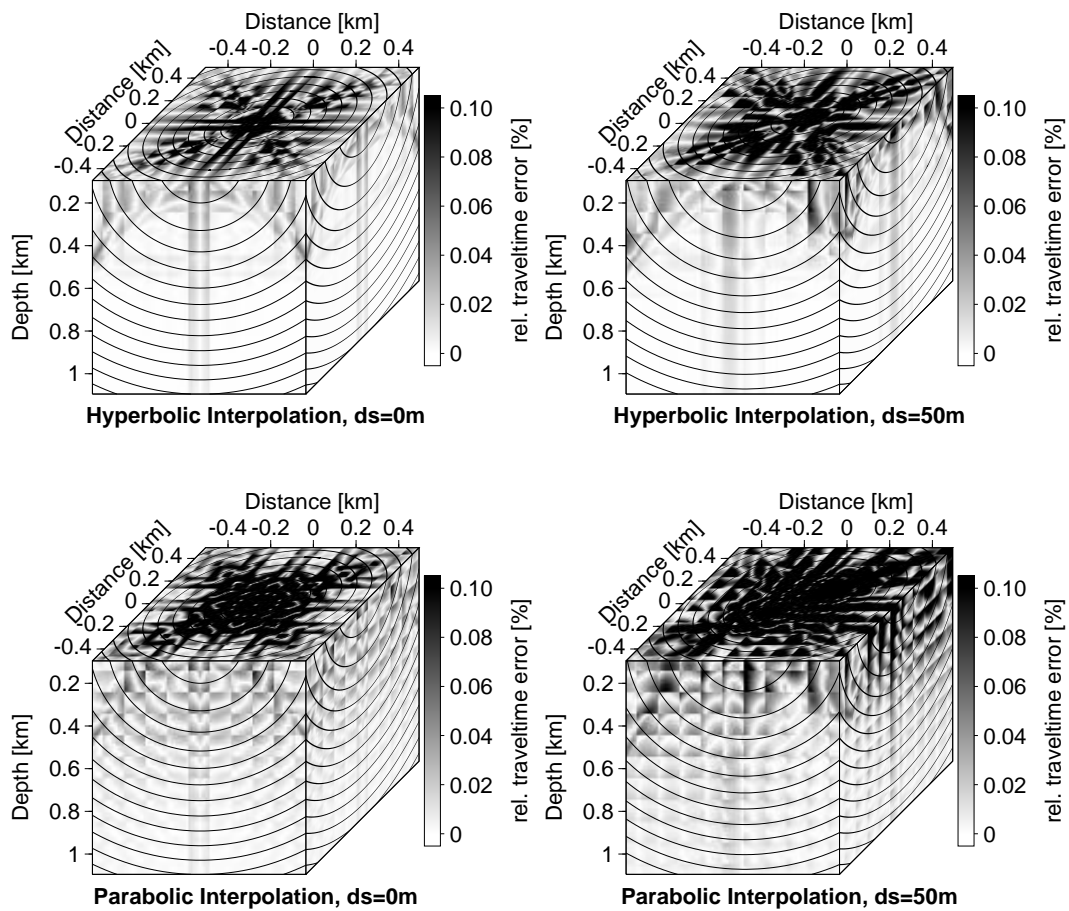 Distance [km]
-0.4 -0.2 0 0.2 0.4
Distance [km]
0.4
0.2
0
-0.2
-0.4
Depth [km]
0.2
0.4
0.6
0.8
1
0.10
0.08
0.06
0.04
0.02
0
rel. traveltime error [%]
Hyperbolic Interpolation, ds=0m
Distance [km]
-0.4 -0.2 0 0.2 0.4
Distance [km]
0.4
0.2
0
-0.2
-0.4
Depth [km]
0.2
0.4
0.6
0.8
1
0.10
0.08
0.06
0.04
0.02
0
rel. traveltime error [%]
Hyperbolic Interpolation, ds=50m
Distance [km]
-0.4 -0.2 0 0.2 0.4
Distance [km]
0.4
0.2
0
-0.2
-0.4
Depth [km]
0.2
0.4
0.6
0.8
1
0.10
0.08
0.06
0.04
0.02
0
rel. traveltime error [%]
Parabolic Interpolation, ds=0m
Distance [km]
-0.4 -0.2 0 0.2 0.4
Distance [km]
0.4
0.2
0
-0.2
-0.4
Depth [km]
0.2
0.4
0.6
0.8
1
0.10
0.08
0.06
0.04
0.02
0
rel. traveltime error [%]
Parabolic Interpolation, ds=50m